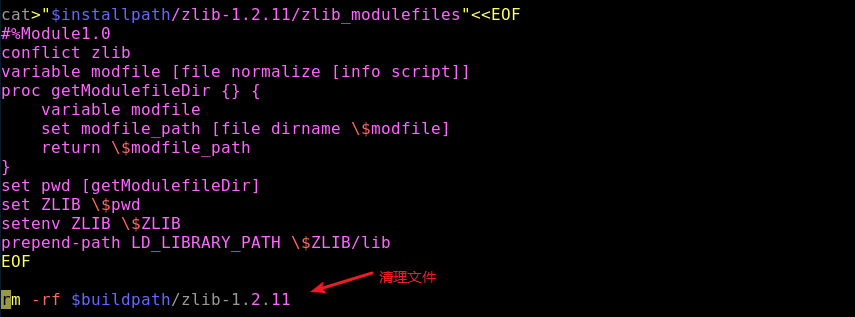 cat>"$installpath/zlib-1.2.11/zlib_modulefiles"<<EOF
#%Module1.0
conflict zlib
variable modfile [file normalize [info script]]
proc getModulefileDir {} {
    variable modfile
    set modfile_path [file dirname \$modfile]
    return \$modfile_path
}
set pwd [getModulefileDir]
set ZLIB \$pwd
setenv ZLIB \$ZLIB
prepend-path LD_LIBRARY_PATH \$ZLIB/lib
EOF
清理文件
rm -rf $buildpath/zlib-1.2.11